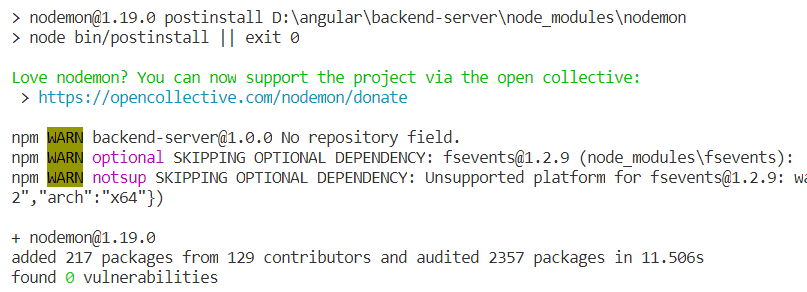 > nodemon@1.19.0 postinstall D:\angular\backend-server\node_modules\nodemon
> node bin/postinstall || exit 0
Love nodemon? You can now support the project via the open collective:
> https://opencollective.com/nodemon/donate
npm WARN backend-server@1.0.0 No repository field.
npm WARN optional SKIPPING OPTIONAL DEPENDENCY: fsevents@1.2.9 (node_modules\fsevents):
npm WARN notsup SKIPPING OPTIONAL DEPENDENCY: Unsupported platform for fsevents@1.2.9: wa
2","arch":"x64"})
+ nodemon@1.19.0
added 217 packages from 129 contributors and audited 2357 packages in 11.506s
found 0 vulnerabilities